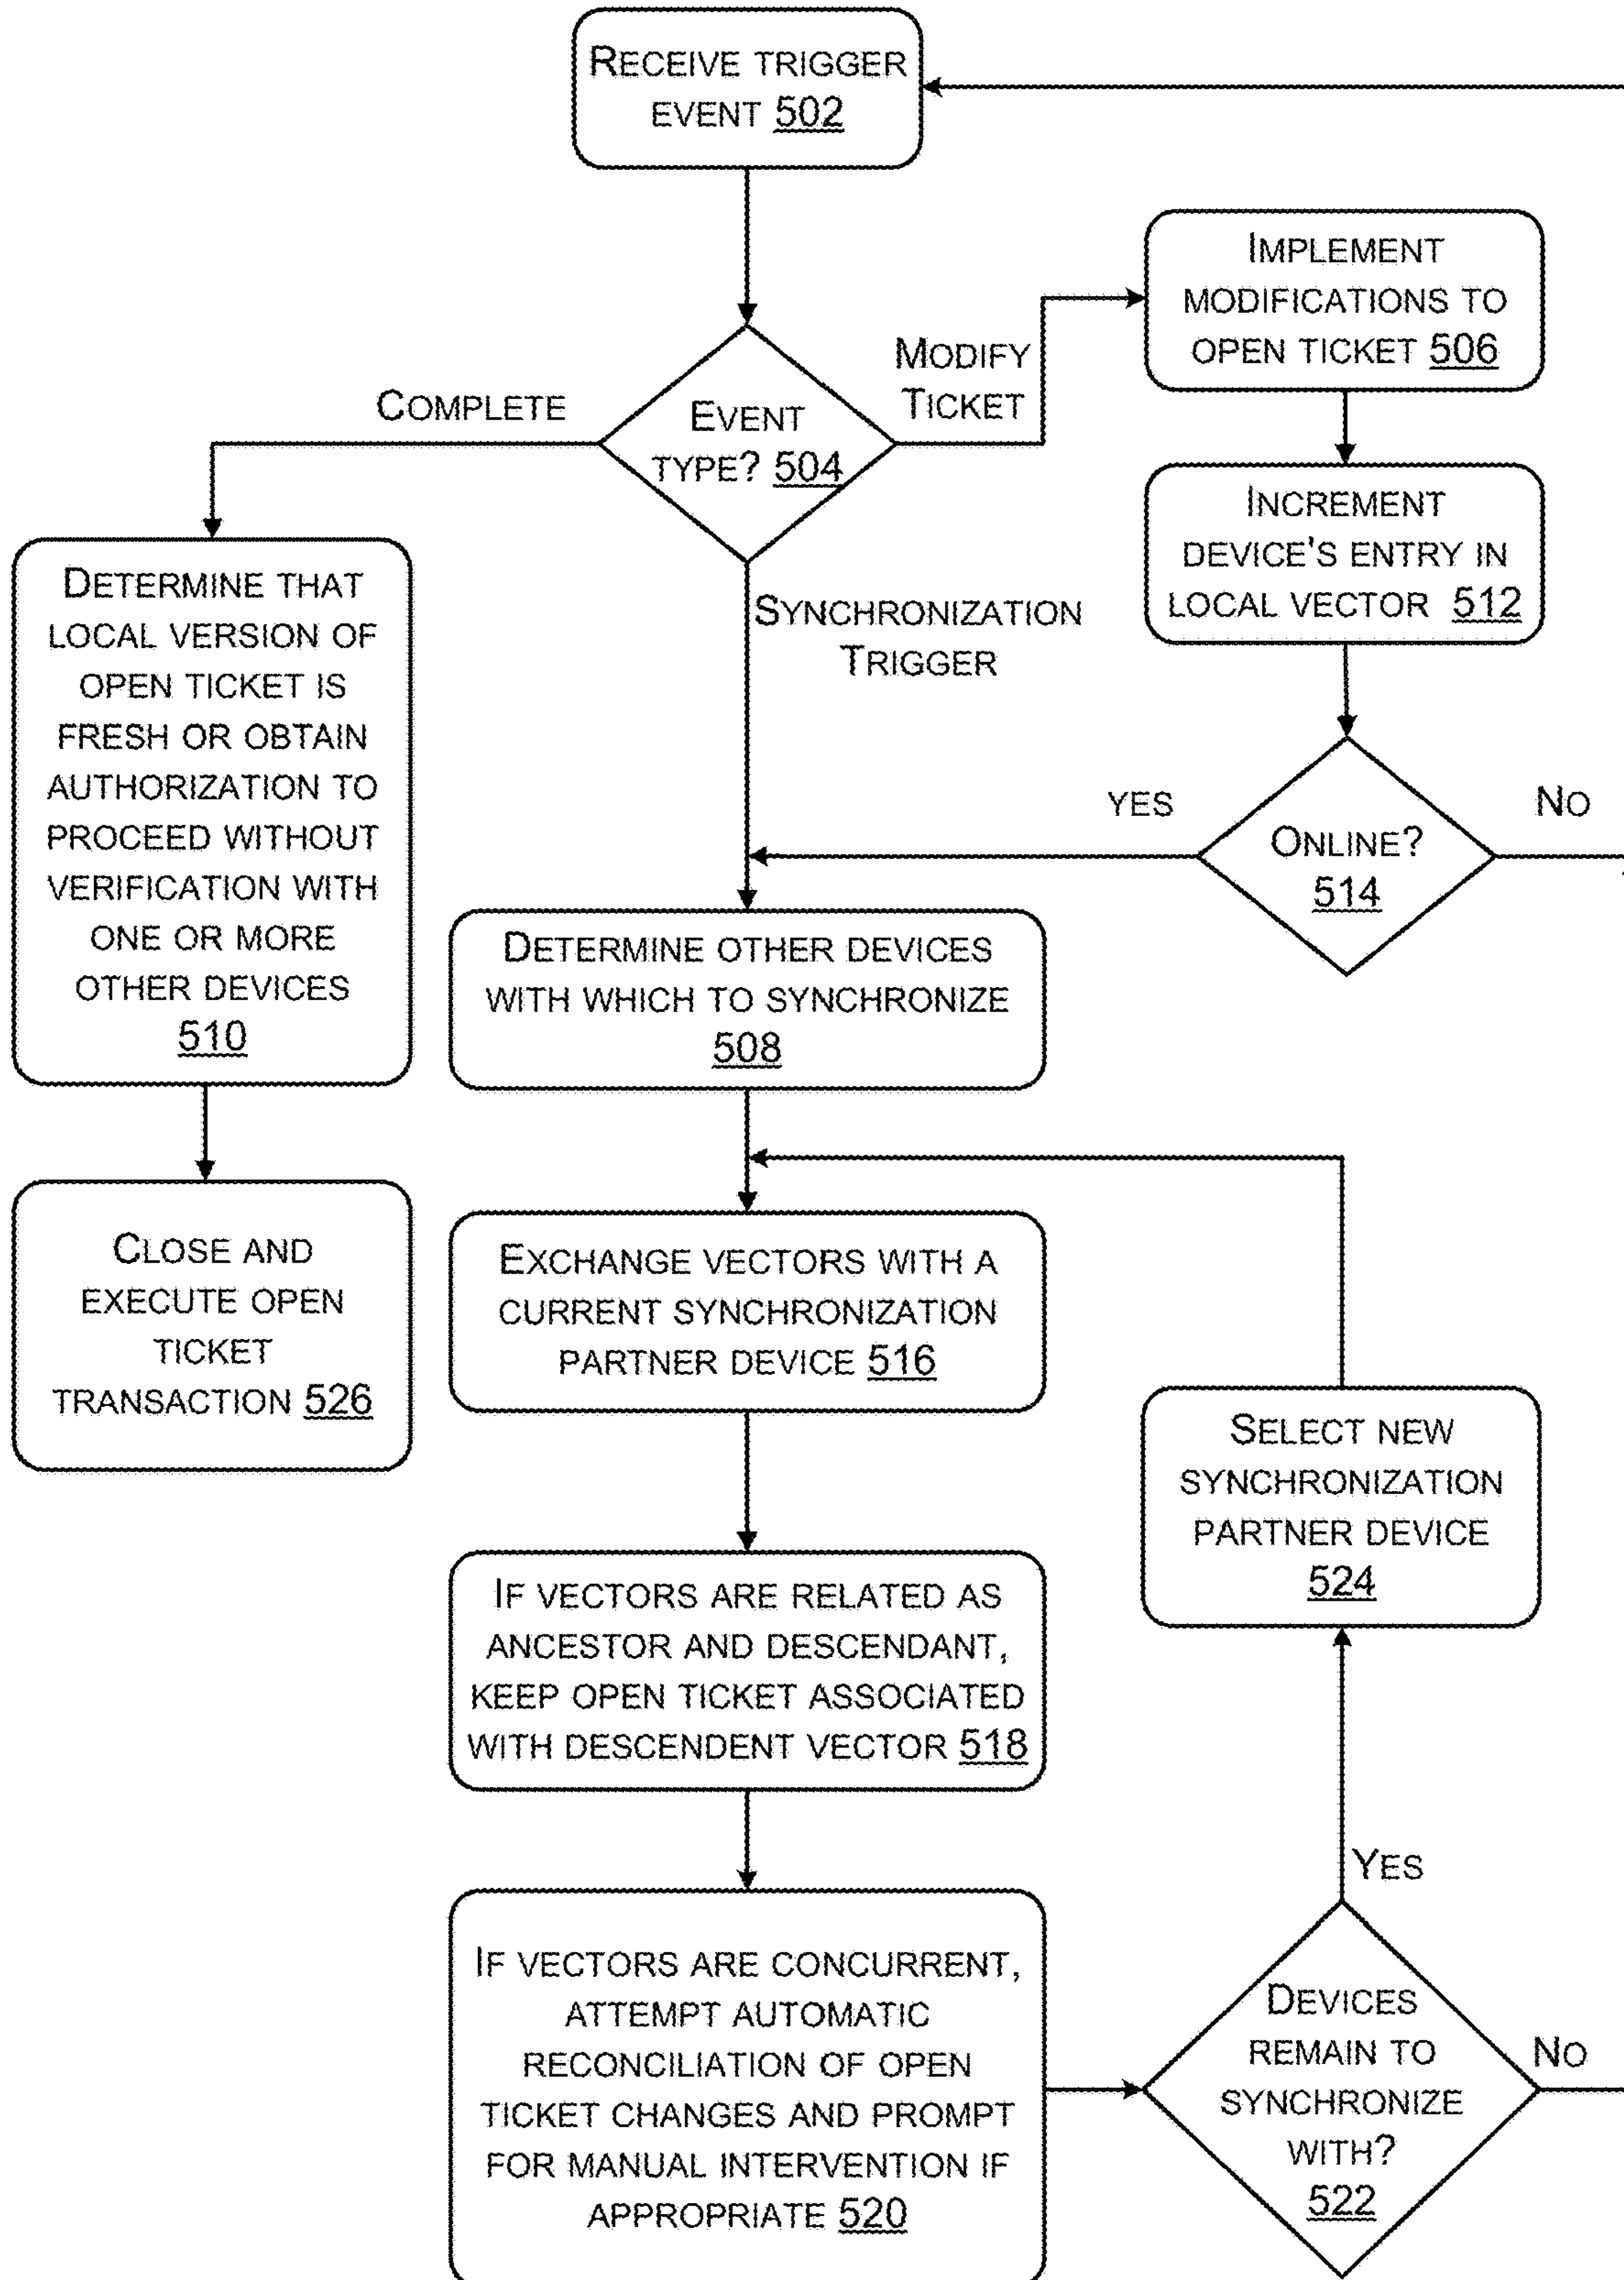 RECEIVE TRIGGER
EVENT 502
IMPLEMENT
MODIFICATIONS TO
OPEN TICKET 506
MODIFY
TICKET
COMPLETE
EVENT
TYPE? 504
INCREMENT
DEVICE'S ENTRY IN
LOCAL VECTOR 512
SYNCHRONIZATION
TRIGGER
DETERMINE THAT
LOCAL VERSION OF
OPEN TICKET IS
FRESH OR OBTAIN
AUTHORIZATION TO
PROCEED WITHOUT
VERIFICATION WITH
ONE OR MORE
OTHER DEVICES
510
YES
NO
ONLINE?
514
DETERMINE OTHER DEVICES
WITH WHICH TO SYNCHRONIZE
508
CLOSE AND
EXECUTE OPEN
TICKET
TRANSACTION 526
EXCHANGE VECTORS WITH A
CURRENT SYNCHRONIZATION
PARTNER DEVICE 516
SELECT NEW
SYNCHRONIZATION
PARTNER DEVICE
524
IF VECTORS ARE RELATED AS
ANCESTOR AND DESCENDANT,
KEEP OPEN TICKET ASSOCIATED
WITH DESCENDENT VECTOR 518
YES
IF VECTORS ARE CONCURRENT,
ATTEMPT AUTOMATIC
RECONCILIATION OF OPEN
TICKET CHANGES AND PROMPT
FOR MANUAL INTERVENTION IF
APPROPRIATE 520
DEVICES
REMAIN TO
SYNCHRONIZE
WITH?
522
NO